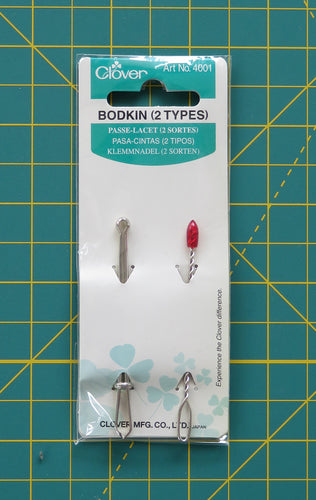 Clover Art No. 4001
BODKIN (2 TYPES)
PASSE-LACET (2 SORTES)
PASA-CINTAS (2 TIPOS)
KLEMMNADEL (2 SORTEN)
Experience the Clover difference.
CLOVER MFG. CO., LTD. JAPAN